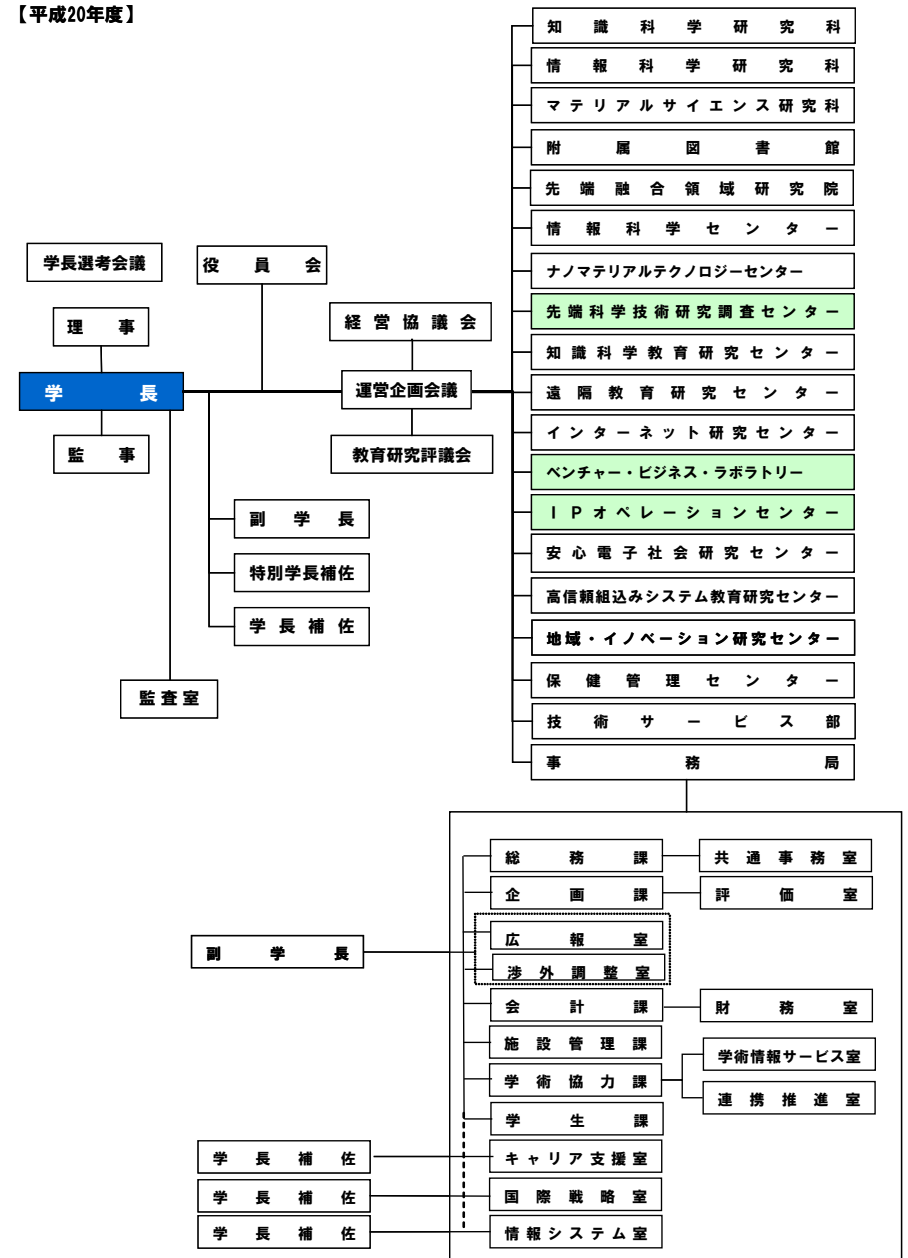 【平成20年度】
知識科学研究科
情報科学研究科
マテリアルサイエンス研究科
附属図書館
先端融合領域研究院
情報科学センター
ナノマテリアルテクノロジーセンター
先端科学技術研究調査センター
知識科学教育研究センター
遠隔教育研究センター
インターネット研究センター
ベンチャー・ビジネス・ラボラトリー
IPオペレーションセンター
安心電子社会研究センター
高信頼組込みシステム教育研究センター
地域・イノベーション研究センター
保健管理センター
技術サービス部
事務局
学長選考会議
役員会
理事
経営協議会
学長
運営企画会議
監事
教育研究評議会
副学長
特別学長補佐
学長補佐
監査室
総務課
共通事務室
企画課
評価室
広報室
副学長
渉外調整室
会計課
財務室
施設管理課
学術協力課
学術情報サービス室
連携推進室
学生課
学長補佐
キャリア支援室
学長補佐
国際戦略室
学長補佐
情報システム室